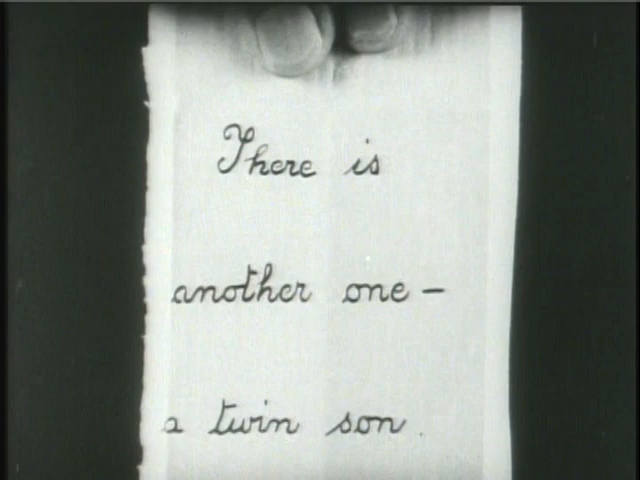 There is
another one –
a twin son.